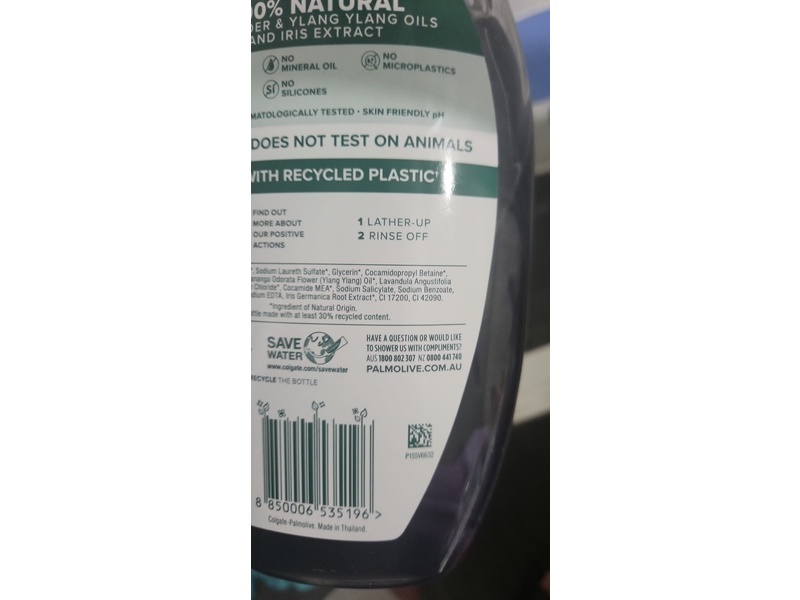 00% NATURAL
DER & YLANG YLANG OILS
AND IRIS EXTRACT
NO
MINERAL OIL
NO
MICROPLASTICS
Si
NO
SILICONES
MATOLOGICALLY TESTED • SKIN FRIENDLY pH
DOES NOT TEST ON ANIMALS
WITH RECYCLED PLASTIC†
FIND OUT
MORE ABOUT
OUR POSITIVE
ACTIONS
1 LATHER-UP
2 RINSE OFF
*, Sodium Laureth Sulfate*, Glycerin*, Cocamidopropyl Betaine*,
ananga Odorata Flower (Ylang Ylang) Oil*, Lavandula Angustifolia
Chloride*, Cocamide MEA*, Sodium Salicylate, Sodium Benzoate,
dium EDTA, Iris Germanica Root Extract*, CI 17200, CI 42090.
*Ingredient of Natural Origin.
ttle made with at least 30% recycled content.
SAVE
WATER
www.colgate.com/savewater
HAVE A QUESTION OR WOULD LIKE
TO SHOWER US WITH COMPLIMENTS?
AUS 1800 802 307 NZ 0800 441 740
PALMOLIVE.COM.AU
RECYCLE THE BOTTLE
P1SSV6632
8 850006 535196 >
Colgate-Palmolive. Made in Thailand.